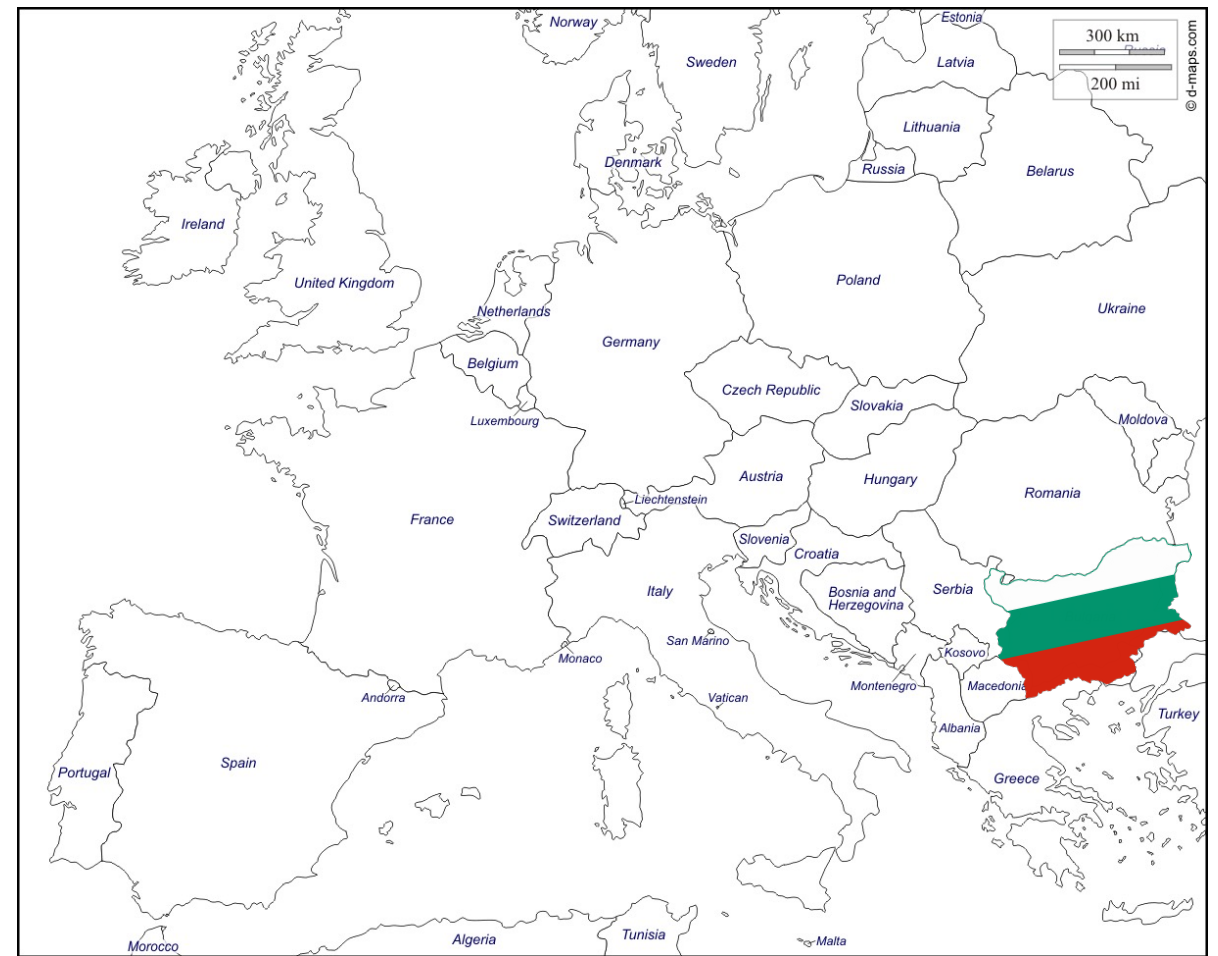 Norway
Estonia
Sweden
Latvia
300 km
Russia
200 mi
© d-maps.com
Lithuania
Denmark
Russia
Belarus
Ireland
United Kingdom
Netherlands
Poland
Ukraine
Germany
Belgium
Czech Republic
Slovakia
Luxembourg
Moldova
Austria
Hungary
Liechtenstein
Romania
France
Switzerland
Slovenia
Croatia
Italy
Bosnia and
Herzegovina
Serbia
San Marino
Kosovo
Monaco
Montenegro
Macedonia
Andorra
Vatican
Albania
Turkey
Portugal
Spain
Greece
Morocco
Algeria
Tunisia
Malta